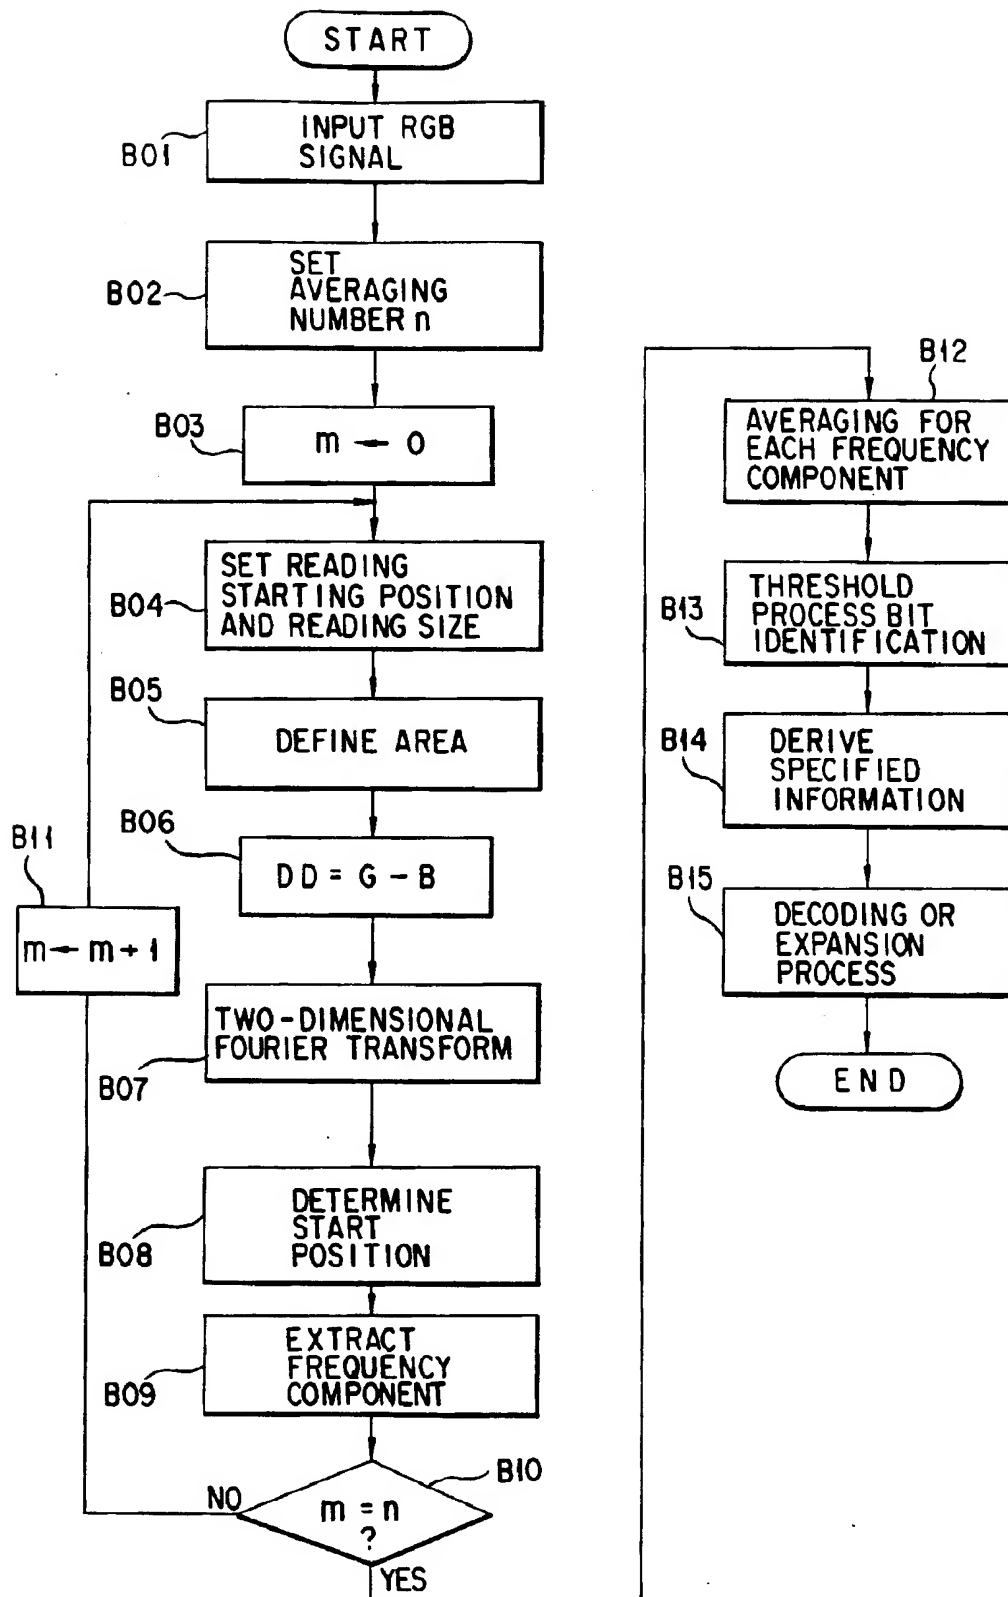 START
INPUT RGB
SIGNAL
B01
SET
AVERAGING
NUMBER n
B02
B03
m ← 0
SET READING
STARTING POSITION
AND READING SIZE
B04
B05
DEFINE AREA
B06
DD = G - B
B11
m ← m + 1
TWO-DIMENSIONAL
FOURIER TRANSFORM
B07
DETERMINE
START
POSITION
B08
EXTRACT
FREQUENCY
COMPONENT
B09
B10
m = n
?
NO
YES
B12
AVERAGING FOR
EACH FREQUENCY
COMPONENT
THRESHOLD
PROCESS BIT
IDENTIFICATION
B13
B14
DERIVE
SPECIFIED
INFORMATION
B15
DECODING OR
EXPANSION
PROCESS
END